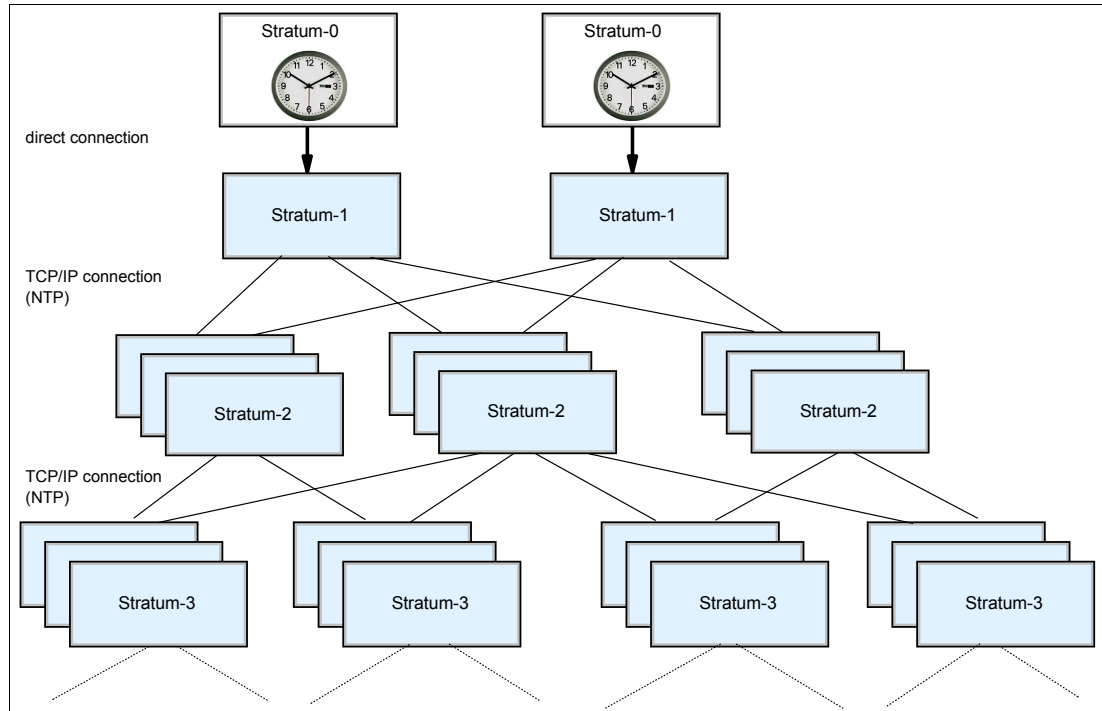 Stratum-0
Stratum-0
direct connection
Stratum-1
Stratum-1
TCP/IP connection
(NTP)
Stratum-2
Stratum-2
Stratum-2
TCP/IP connection
(NTP)
Stratum-3
Stratum-3
Stratum-3
Stratum-3